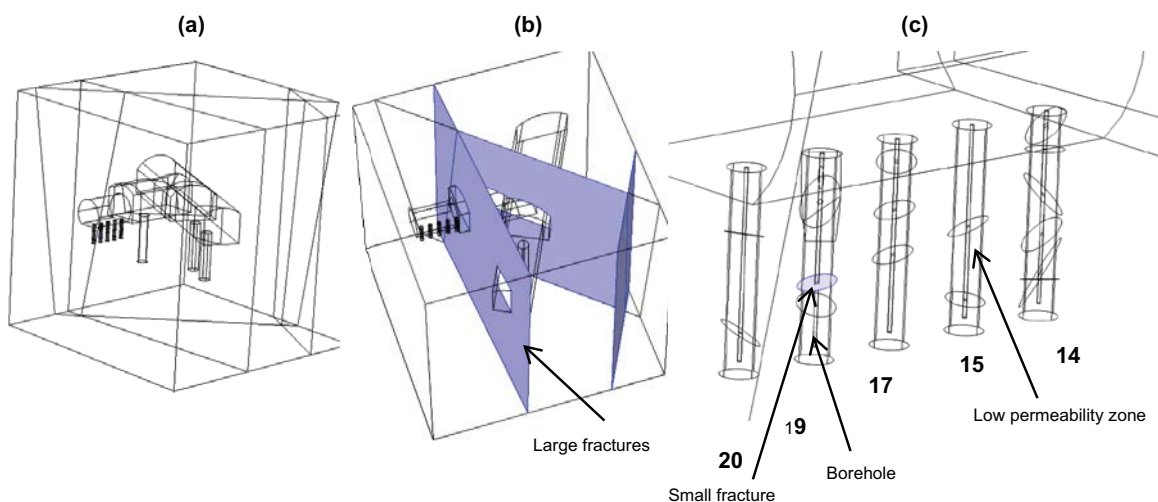 (a)
(b)
(c)
17
15
14
Low permeability zone
19
Large fractures
20
Borehole
Small fracture